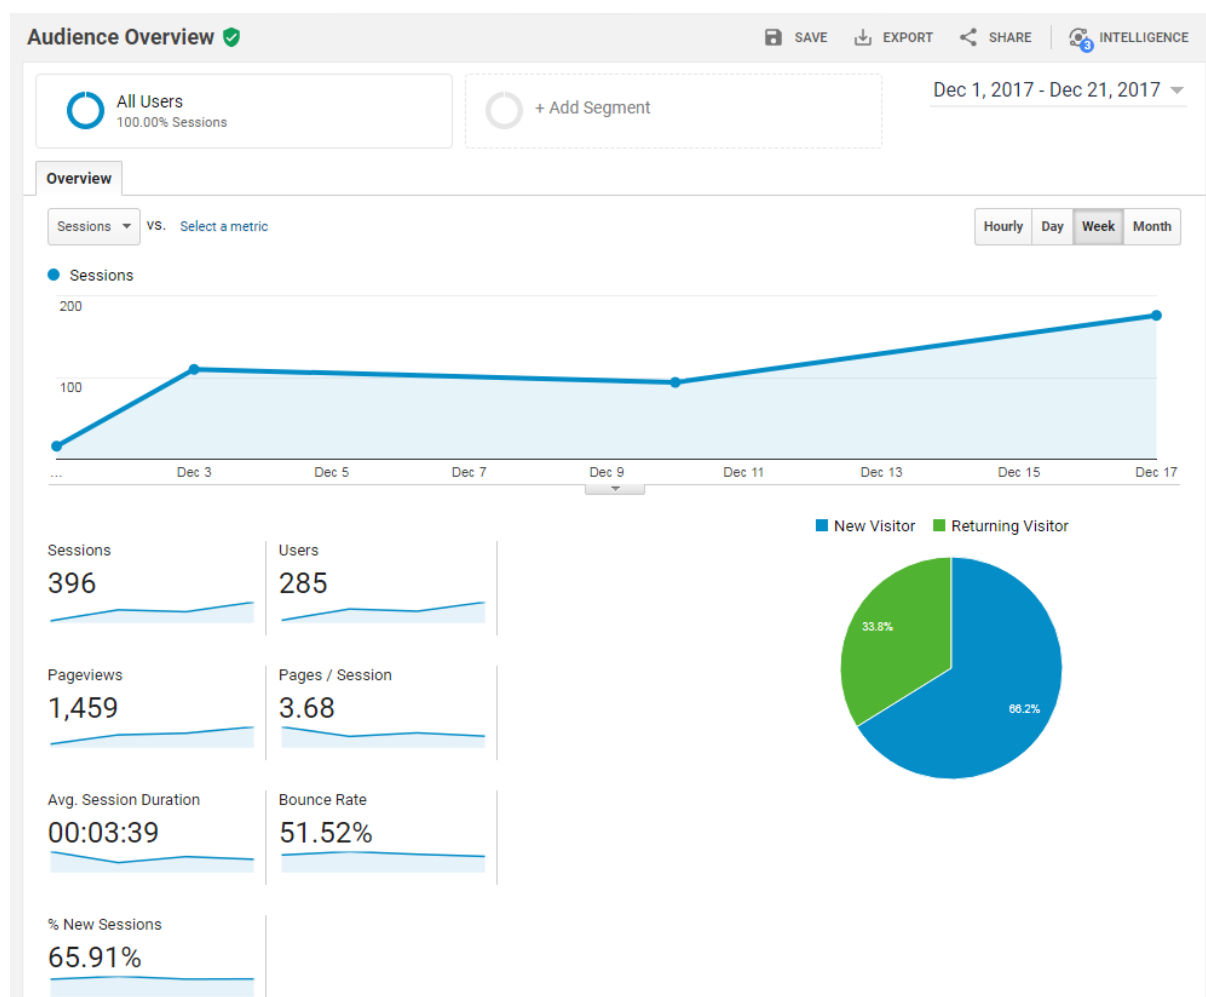 Audience Overview
SAVE EXPORT SHARE 3 INTELLIGENCE
All Users
100.00% Sessions
+ Add Segment
Dec 1, 2017 - Dec 21, 2017
Overview
Sessions VS. Select a metric
Hourly Day Week Month
Sessions
200
100
... Dec 3 Dec 5 Dec 7 Dec 9 Dec 11 Dec 13 Dec 15 Dec 17
New Visitor Returning Visitor
33.8%
66.2%
Sessions
396
Users
285
Pageviews
1,459
Pages / Session
3.68
Avg. Session Duration
00:03:39
Bounce Rate
51.52%
% New Sessions
65.91%